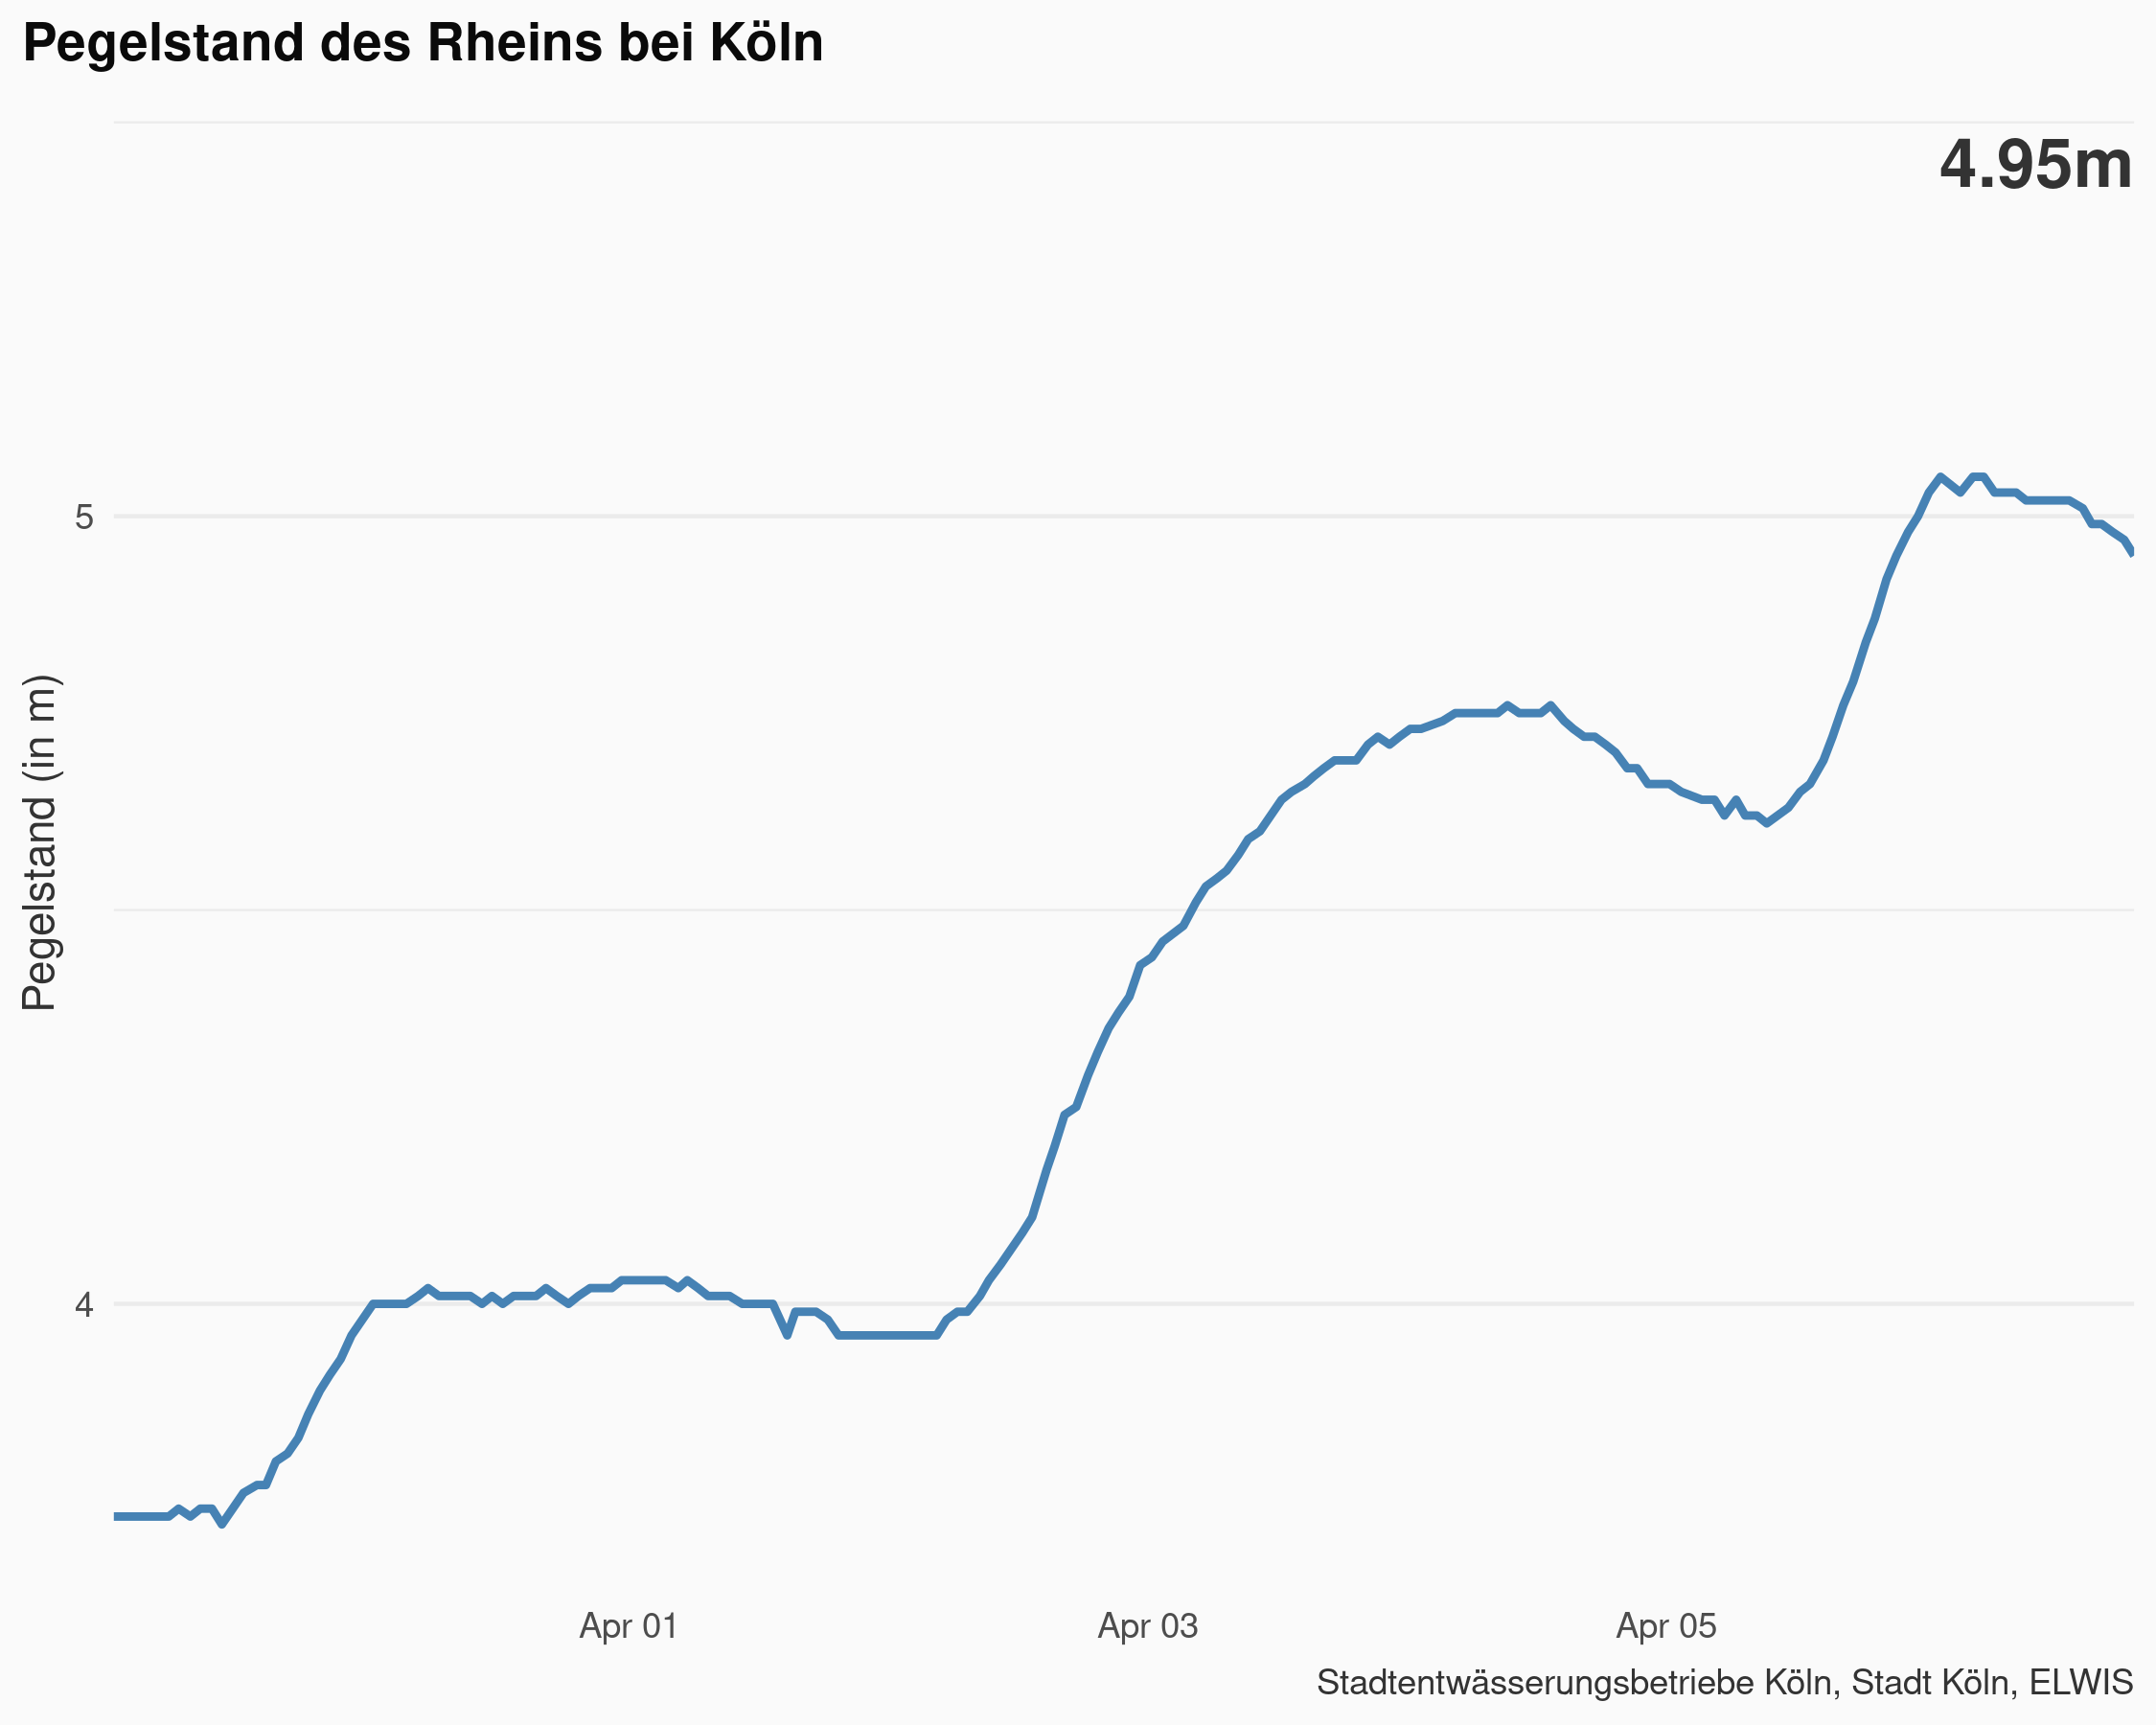 Pegelstand des Rheins bei Köln
4.95m
5
Pegelstand (in m)
4
Apr 01 Apr 03 Apr 05
Stadtentwässerungsbetriebe Köln, Stadt Köln, ELWIS